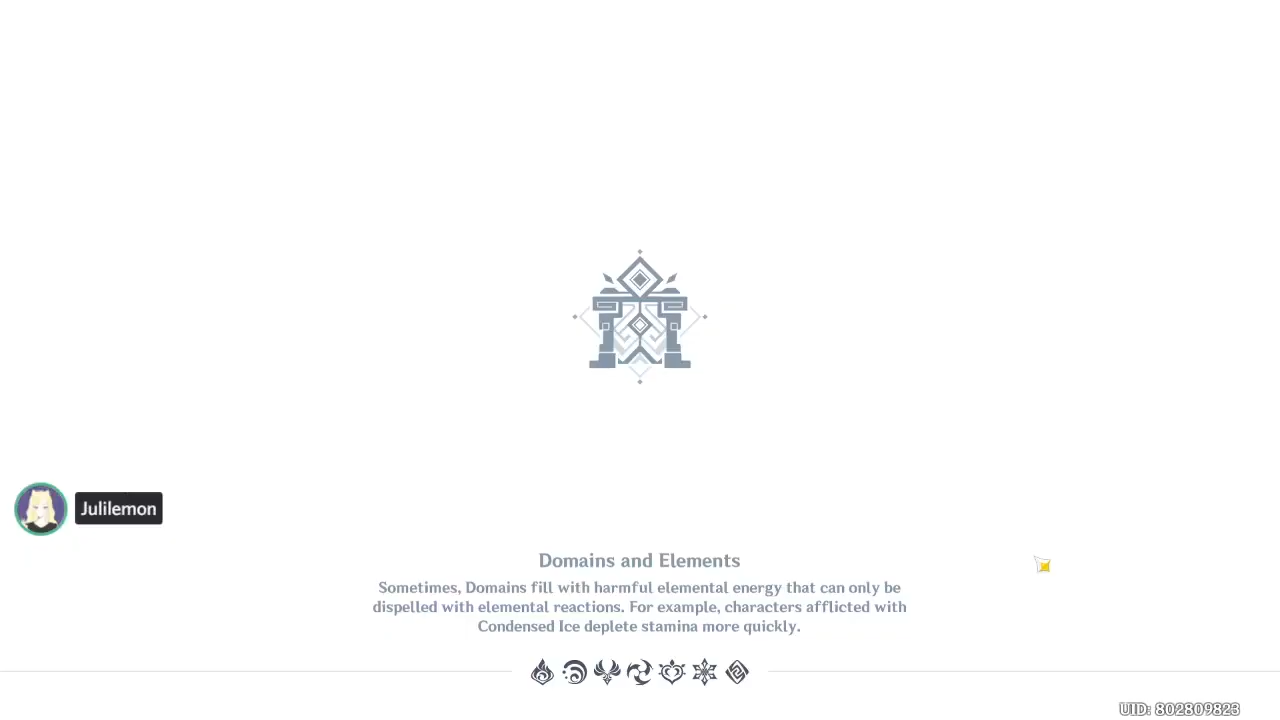 Julilemon
Domains and Elements
Sometimes, Domains fill with harmful elemental energy that can only be
dispelled with elemental reactions. For example, characters afflicted with
Condensed Ice deplete stamina more quickly.
UID: 802809823